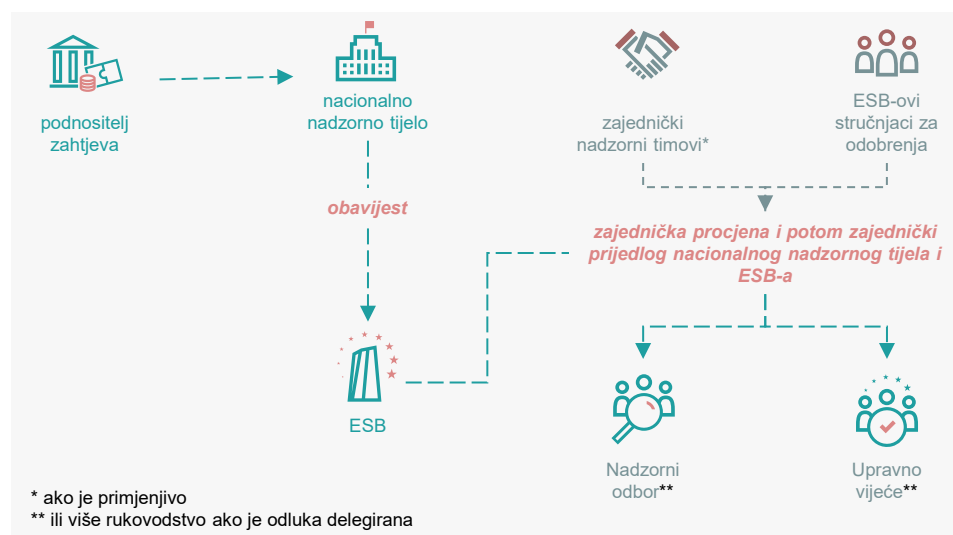 podnositelj
zahtjeva
nacionalno
nadzorno tijelo
zajednički
nadzorni timovi*
ESB-ovi
stručnjaci za
odobrenja
obavijest
zajednička procjena i potom zajednički
prijedlog nacionalnog nadzornog tijela i
ESB-a
ESB
Nadzorni
odbor**
Upravno
vijeće**
* ako je primjenjivo
** ili više rukovodstvo ako je odluka delegirana